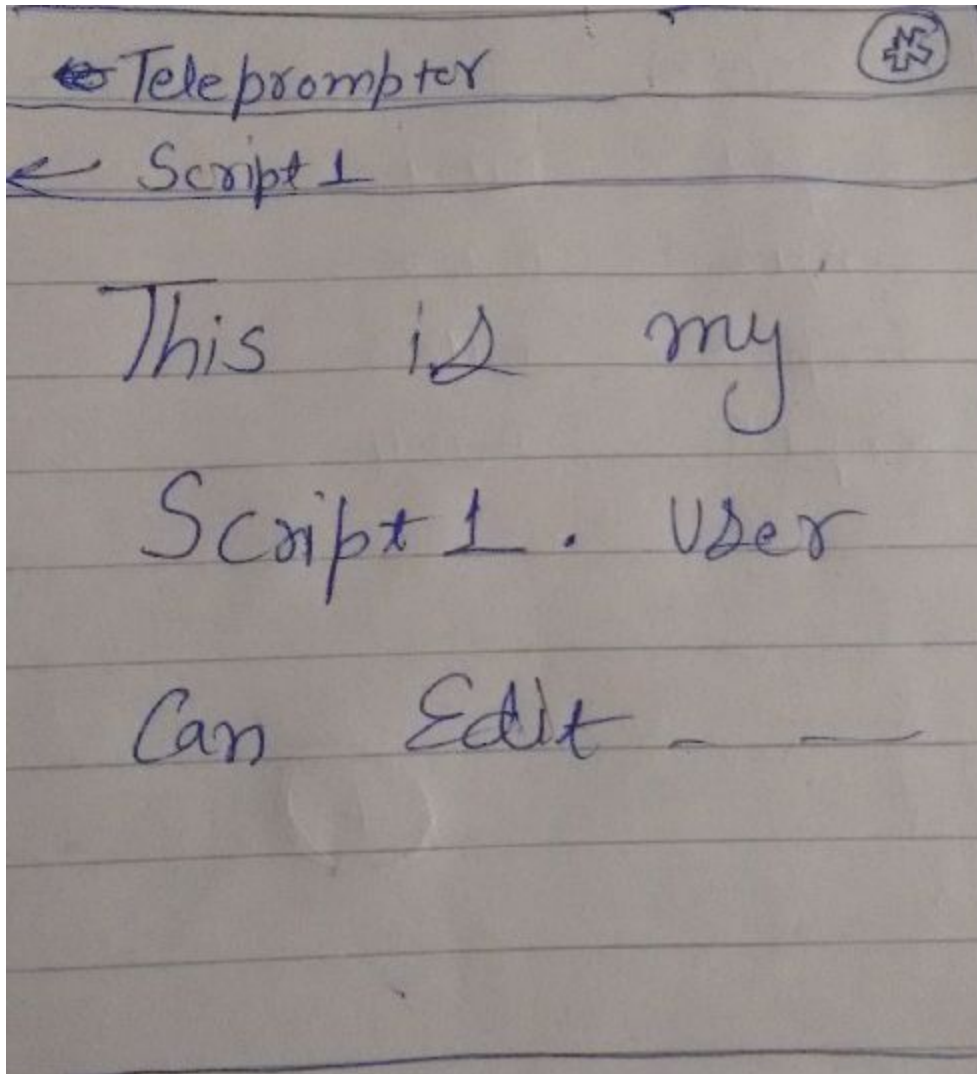 Teleprompter
← Script 1
This is my
Script 1. User
Can Edit - —